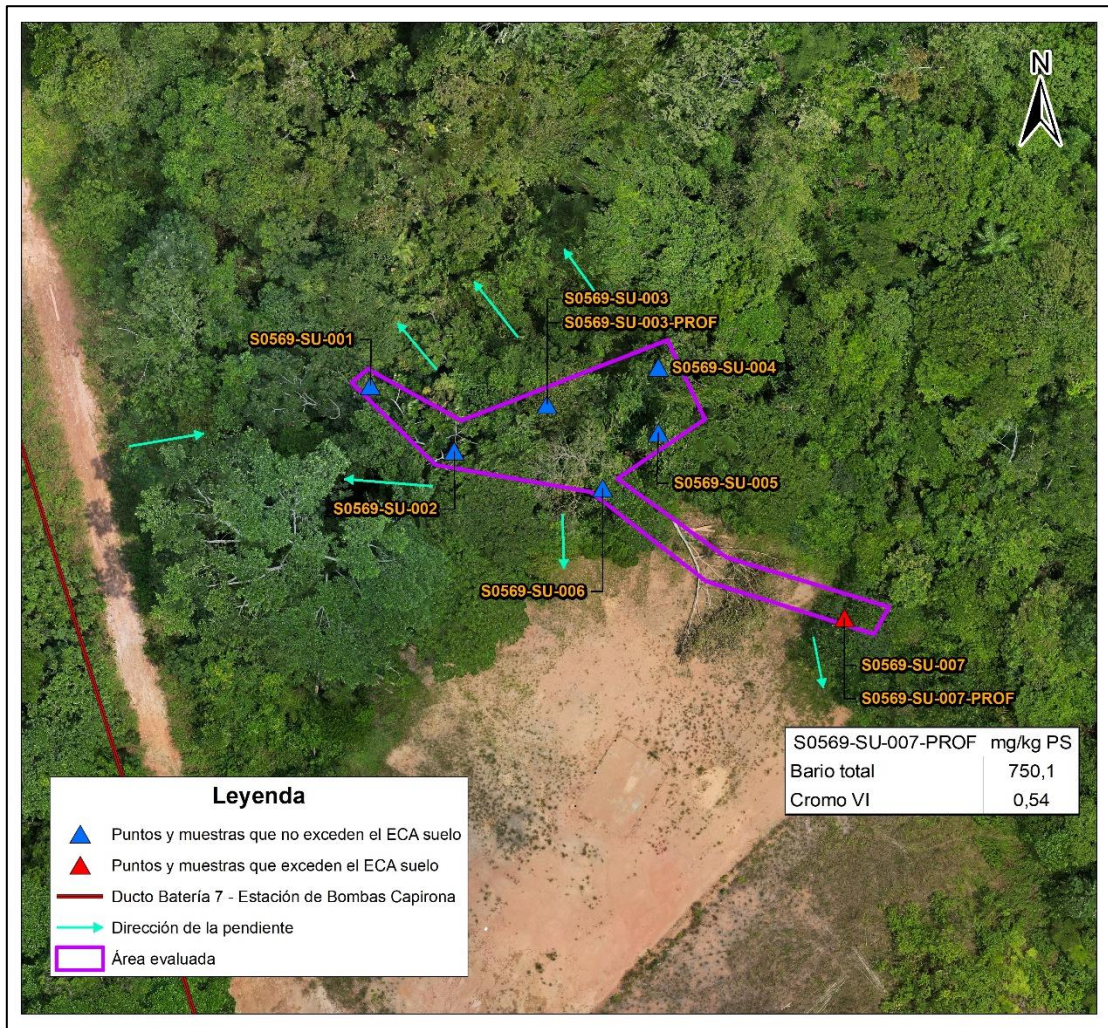 N
S0569-SU-003
S0569-SU-003-PROF
S0569-SU-001
S0569-SU-004
S0569-SU-005
S0569-SU-002
S0569-SU-006
S0569-SU-007
S0569-SU-007-PROF
S0569-SU-007-PROF mg/kg PS
Bario total 750,1
Cromo VI 0,54
Leyenda
Puntos y muestras que no exceden el ECA suelo
Puntos y muestras que exceden el ECA suelo
Ducto Batería 7 - Estación de Bombas Capirona
Dirección de la pendiente
Área evaluada